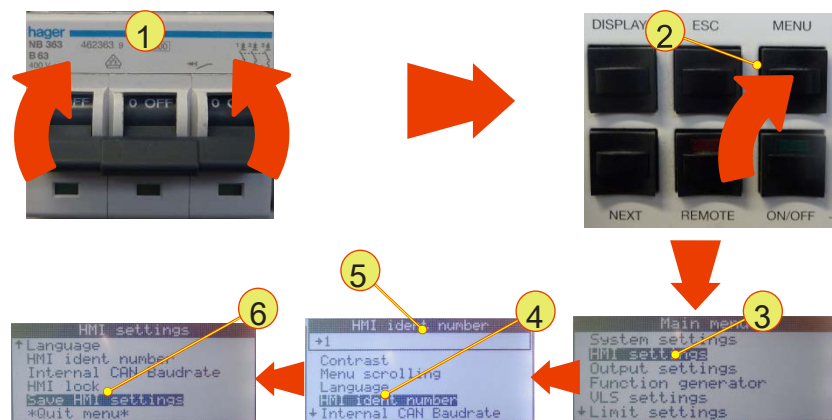 hager
NB 363
B 63
400 V
462363
1
0 OFF
DISPLAY
ESC
MENU
2
NEXT
REMOTE
ON/OFF
6
HMI settings
↑Language
HMI ident number
Internal CAN Baudrate
HMI lock
Save HMI settings
*Quit menu*
5
4
HMI ident number
→1
Contrast
Menu scrolling
Language
HMI ident number
↓Internal CAN Baudrate
3
Main menu
System settings
HMI settings
Output settings
Function generator
VLS settings
↓Limit settings